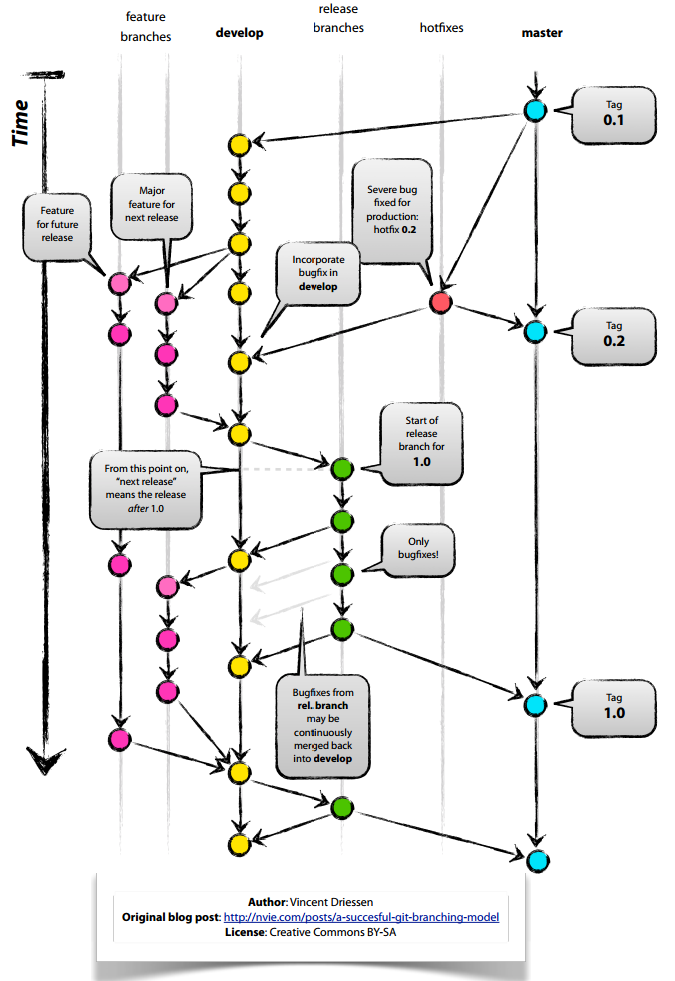 feature
branches
develop
release
branches
hotfixes
master
Time
Tag
0.1
Feature
for future
release
Major
feature for
next release
Severe bug
fixed for
production:
hotfix 0.2
Incorporate
bugfix in
develop
Tag
0.2
Start of
release
branch for
1.0
From this point on,
“next release”
means the release
after 1.0
Only
bugfixes!
Bugfixes from
rel. branch
may be
continuously
merged back
into develop
Tag
1.0
Author: Vincent Driessen
Original blog post: http://nvie.com/posts/a-succesful-git-branching-model
License: Creative Commons BY-SA